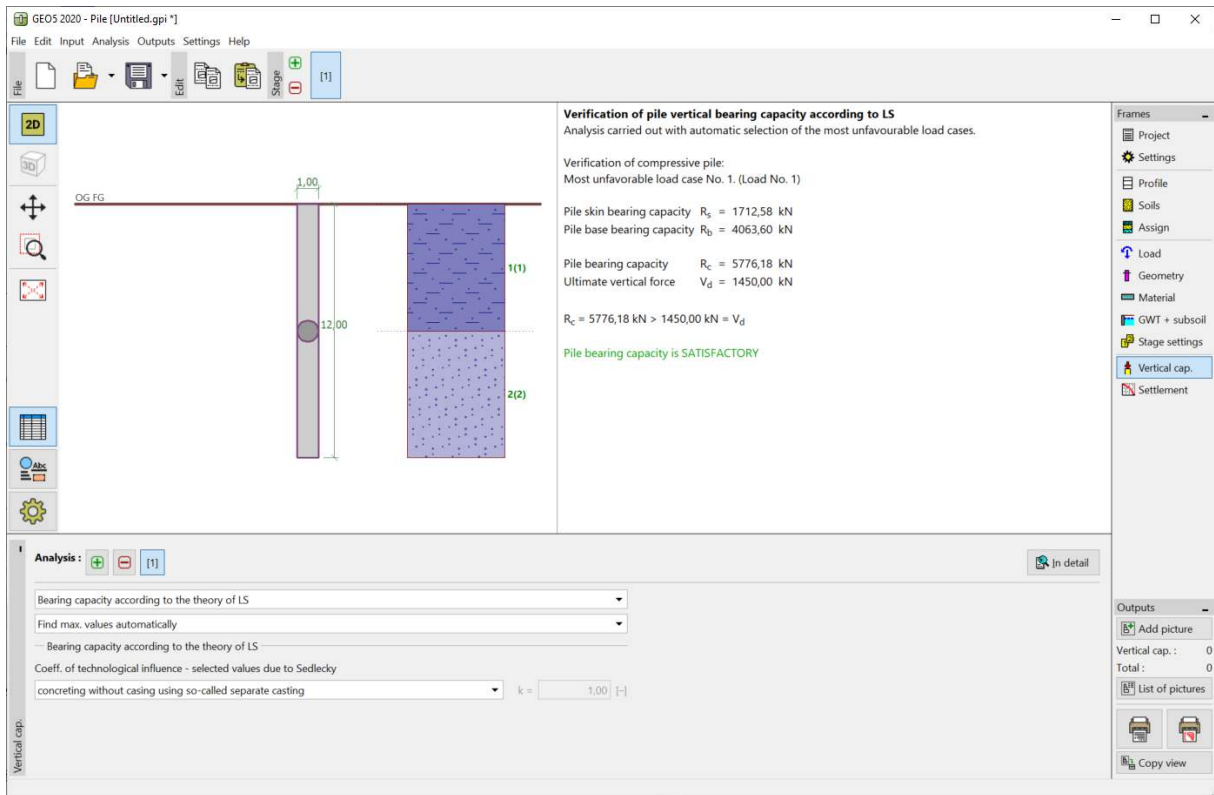 GEO5 2020 - Pile [Untitled.gpi *]
File Edit Input Analysis Outputs Settings Help
File
Edit
Stage
[1]
2D
3D
Abc
OG FG
1,00
12,00
1(1)
2(2)
Verification of pile vertical bearing capacity according to LS
Analysis carried out with automatic selection of the most unfavourable load cases.
Verification of compressive pile:
Most unfavorable load case No. 1. (Load No. 1)
Pile skin bearing capacity Rs = 1712,58 kN
Pile base bearing capacity Rb = 4063,60 kN
Pile bearing capacity Rc = 5776,18 kN
Ultimate vertical force Vd = 1450,00 kN
Rc = 5776,18 kN > 1450,00 kN = Vd
Pile bearing capacity is SATISFACTORY
Frames
Project
Settings
Profile
Soils
Assign
Load
Geometry
Material
GWT + subsoil
Stage settings
Vertical cap.
Settlement
Analysis :
[1]
In detail
Bearing capacity according to the theory of LS
Find max. values automatically
Bearing capacity according to the theory of LS
Coeff. of technological influence - selected values due to Sedlecky
concreting without casing using so-called separate casting
k = 1,00 [–]
Vertical cap.
Outputs
Add picture
Vertical cap. : 0
Total : 0
List of pictures
Copy view